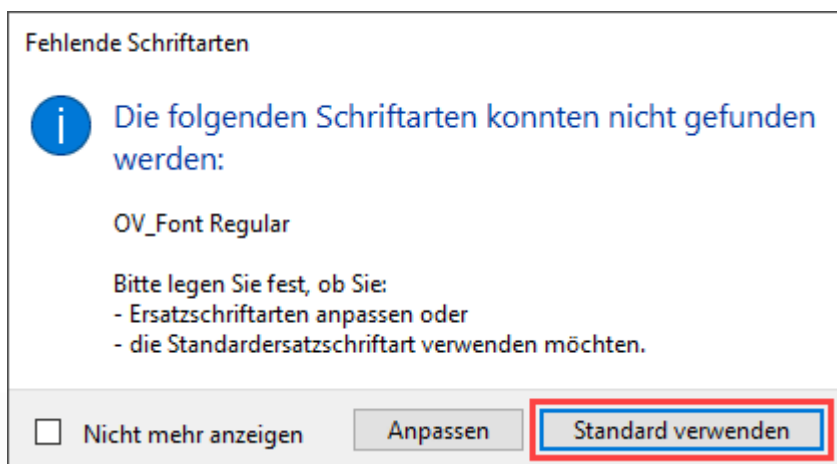 Fehlende Schriftarten
Die folgenden Schriftarten konnten nicht gefunden
werden:
OV_Font Regular
Bitte legen Sie fest, ob Sie:
- Ersatzschriftarten anpassen oder
- die Standardersatzschriftart verwenden möchten.
Nicht mehr anzeigen Anpassen Standard verwenden